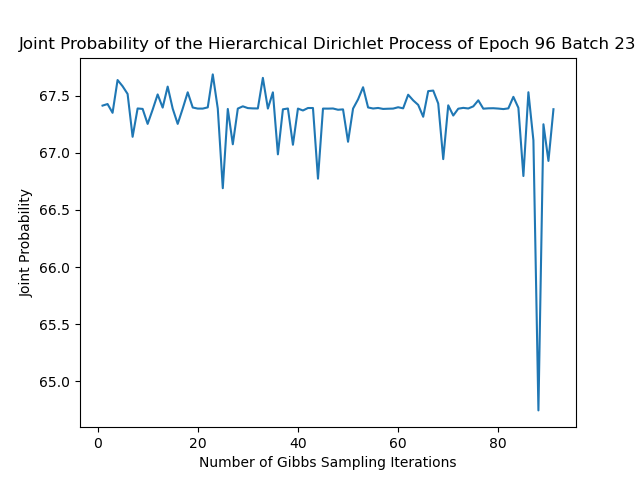 Joint Probability of the Hierarchical Dirichlet Process of Epoch 96 Batch 23
67.5
67.0
66.5
66.0
65.5
65.0
Joint Probability
0 20 40 60 80
Number of Gibbs Sampling Iterations